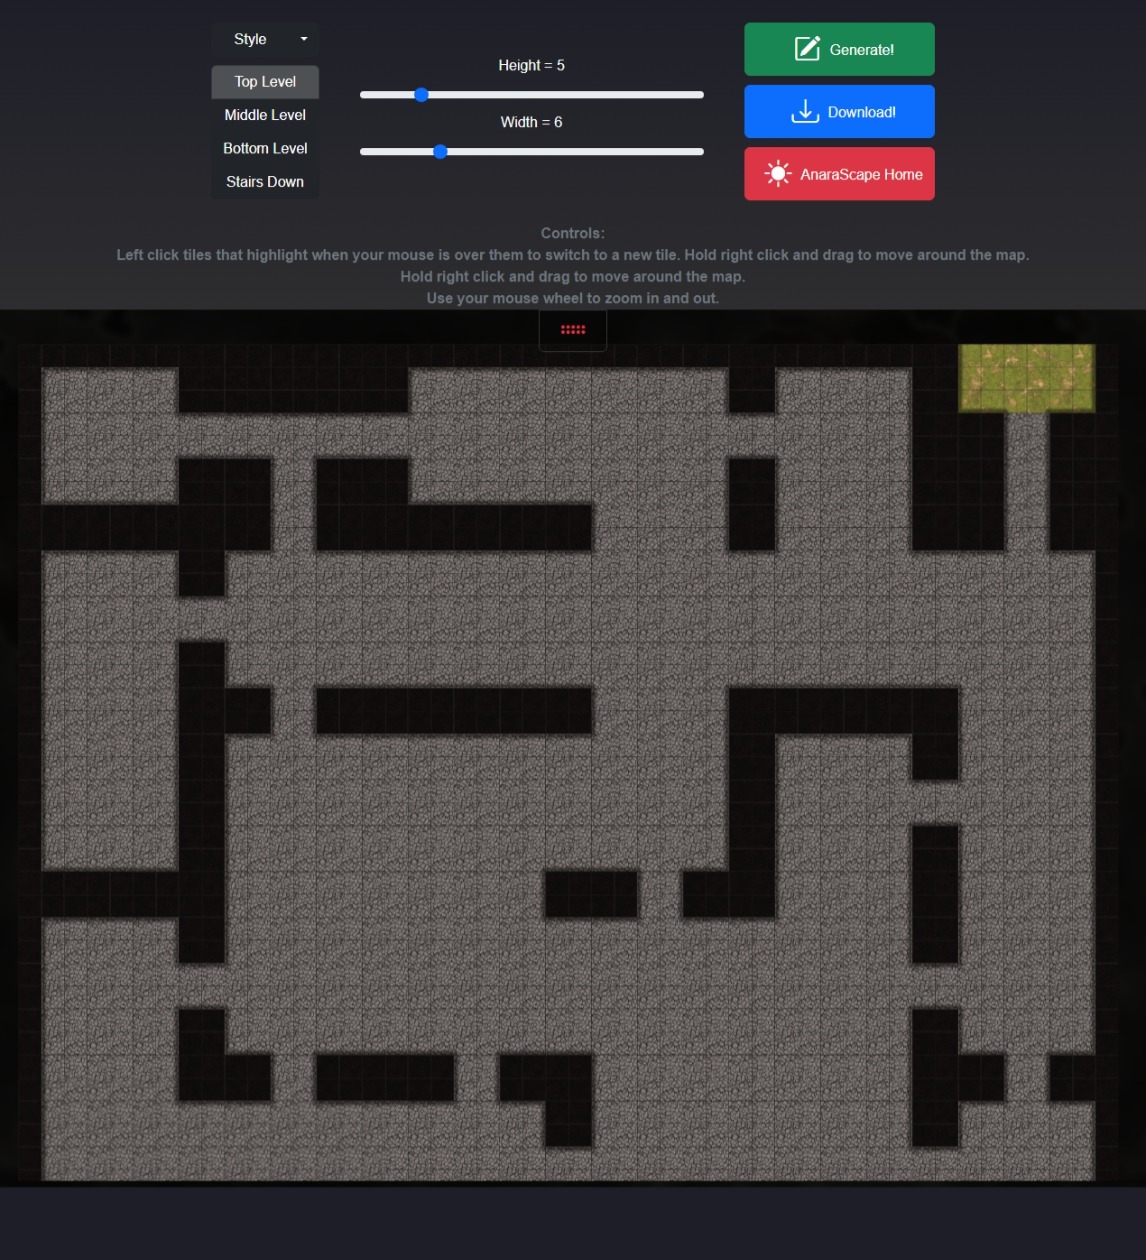 Style
Top Level
Middle Level
Bottom Level
Stairs Down
Height = 5
Width = 6
Generate!
Download!
AnaraScape Home
Controls:
Left click tiles that highlight when your mouse is over them to switch to a new tile. Hold right click and drag to move around the map.
Hold right click and drag to move around the map.
Use your mouse wheel to zoom in and out.